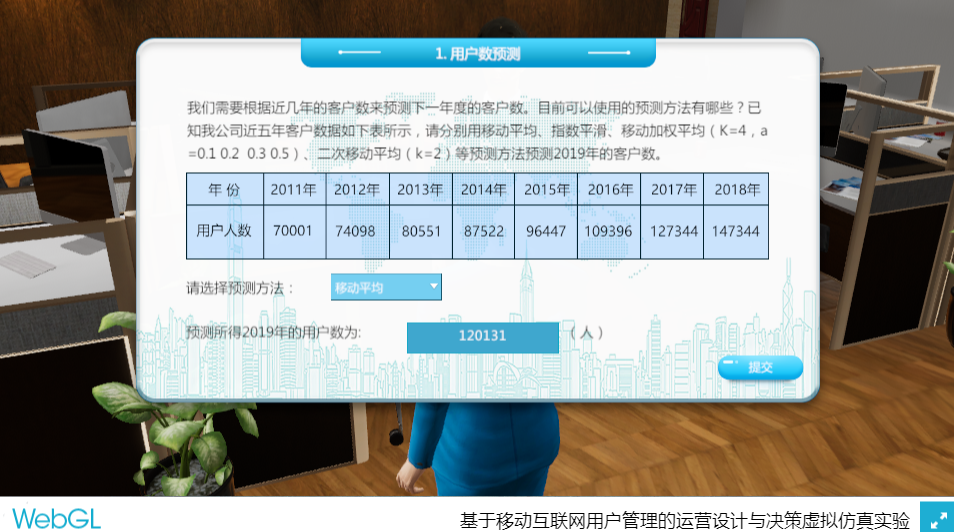 1. 用户数预测
我们需要根据近几年的客户数来预测下一年度的客户数。目前可以使用的预测方法有哪些？已
知我公司近五年客户数据如下表所示，请分别用移动平均、指数平滑、移动加权平均（K=4，a
=0.1 0.2 0.3 0.5）、二次移动平均（k=2）等预测方法预测2019年的客户数。
年 份 2011年 2012年 2013年 2014年 2015年 2016年 2017年 2018年
用户人数 70001 74098 80551 87522 96447 109396 127344 147344
请选择预测方法： 移动平均
预测所得2019年的用户数为: 120131 （人）
提交
WebGL 基于移动互联网用户管理的运营设计与决策虚拟仿真实验